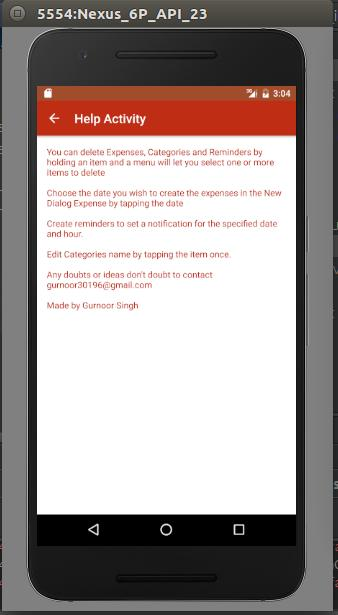 5554:Nexus_6P_API_23
3:04
Help Activity
You can delete Expenses, Categories and Reminders by
holding an item and a menu will let you select one or more
items to delete
Choose the date you wish to create the expenses in the New
Dialog Expense by tapping the date
Create reminders to set a notification for the specified date
and hour.
Edit Categories name by tapping the item once.
Any doubts or ideas don't doubt to contact
gurnoor30196@gmail.com
Made by Gurnoor Singh